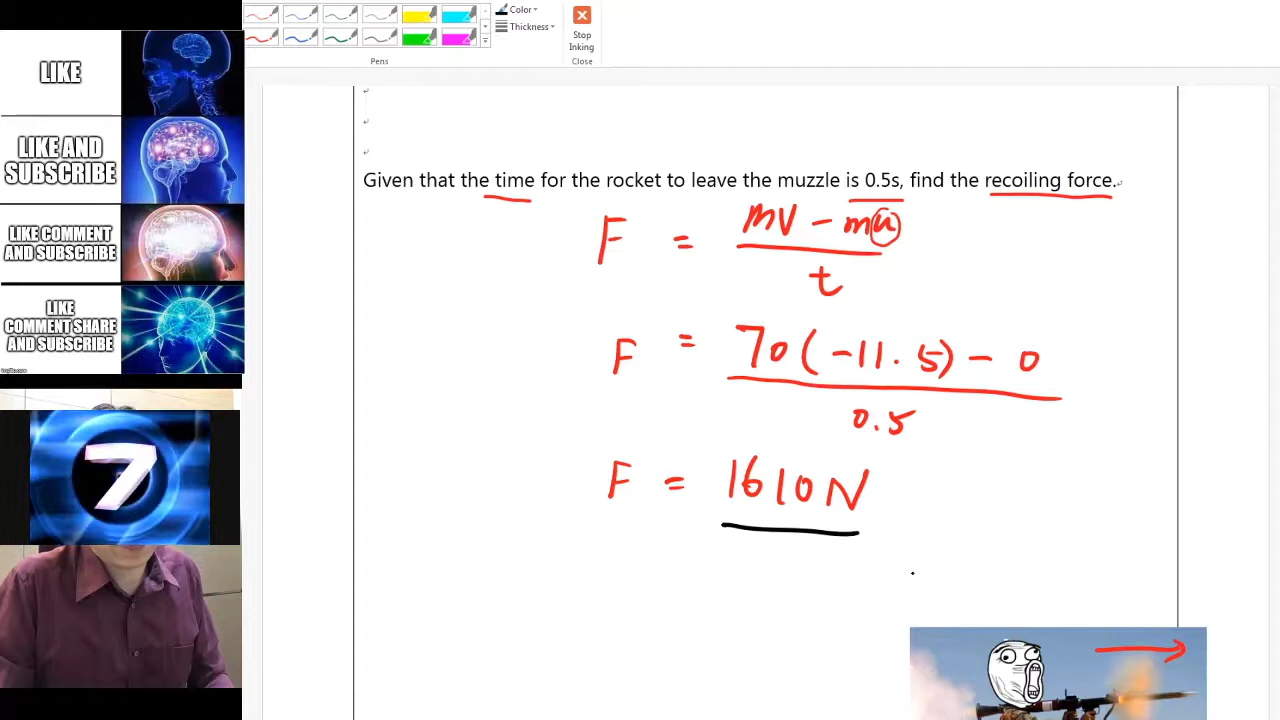 Color
Thickness
Stop
Inking
Pens
Close
LIKE
LIKE AND
SUBSCRIBE
LIKE COMMENT
AND SUBSCRIBE
LIKE
COMMENT SHARE
AND SUBSCRIBE
imgflip.com
7
Given that the time for the rocket to leave the muzzle is 0.5s, find the recoiling force.
F = mv - mu
t
F = 70(-11.5) - 0
0.5
F = 1610N